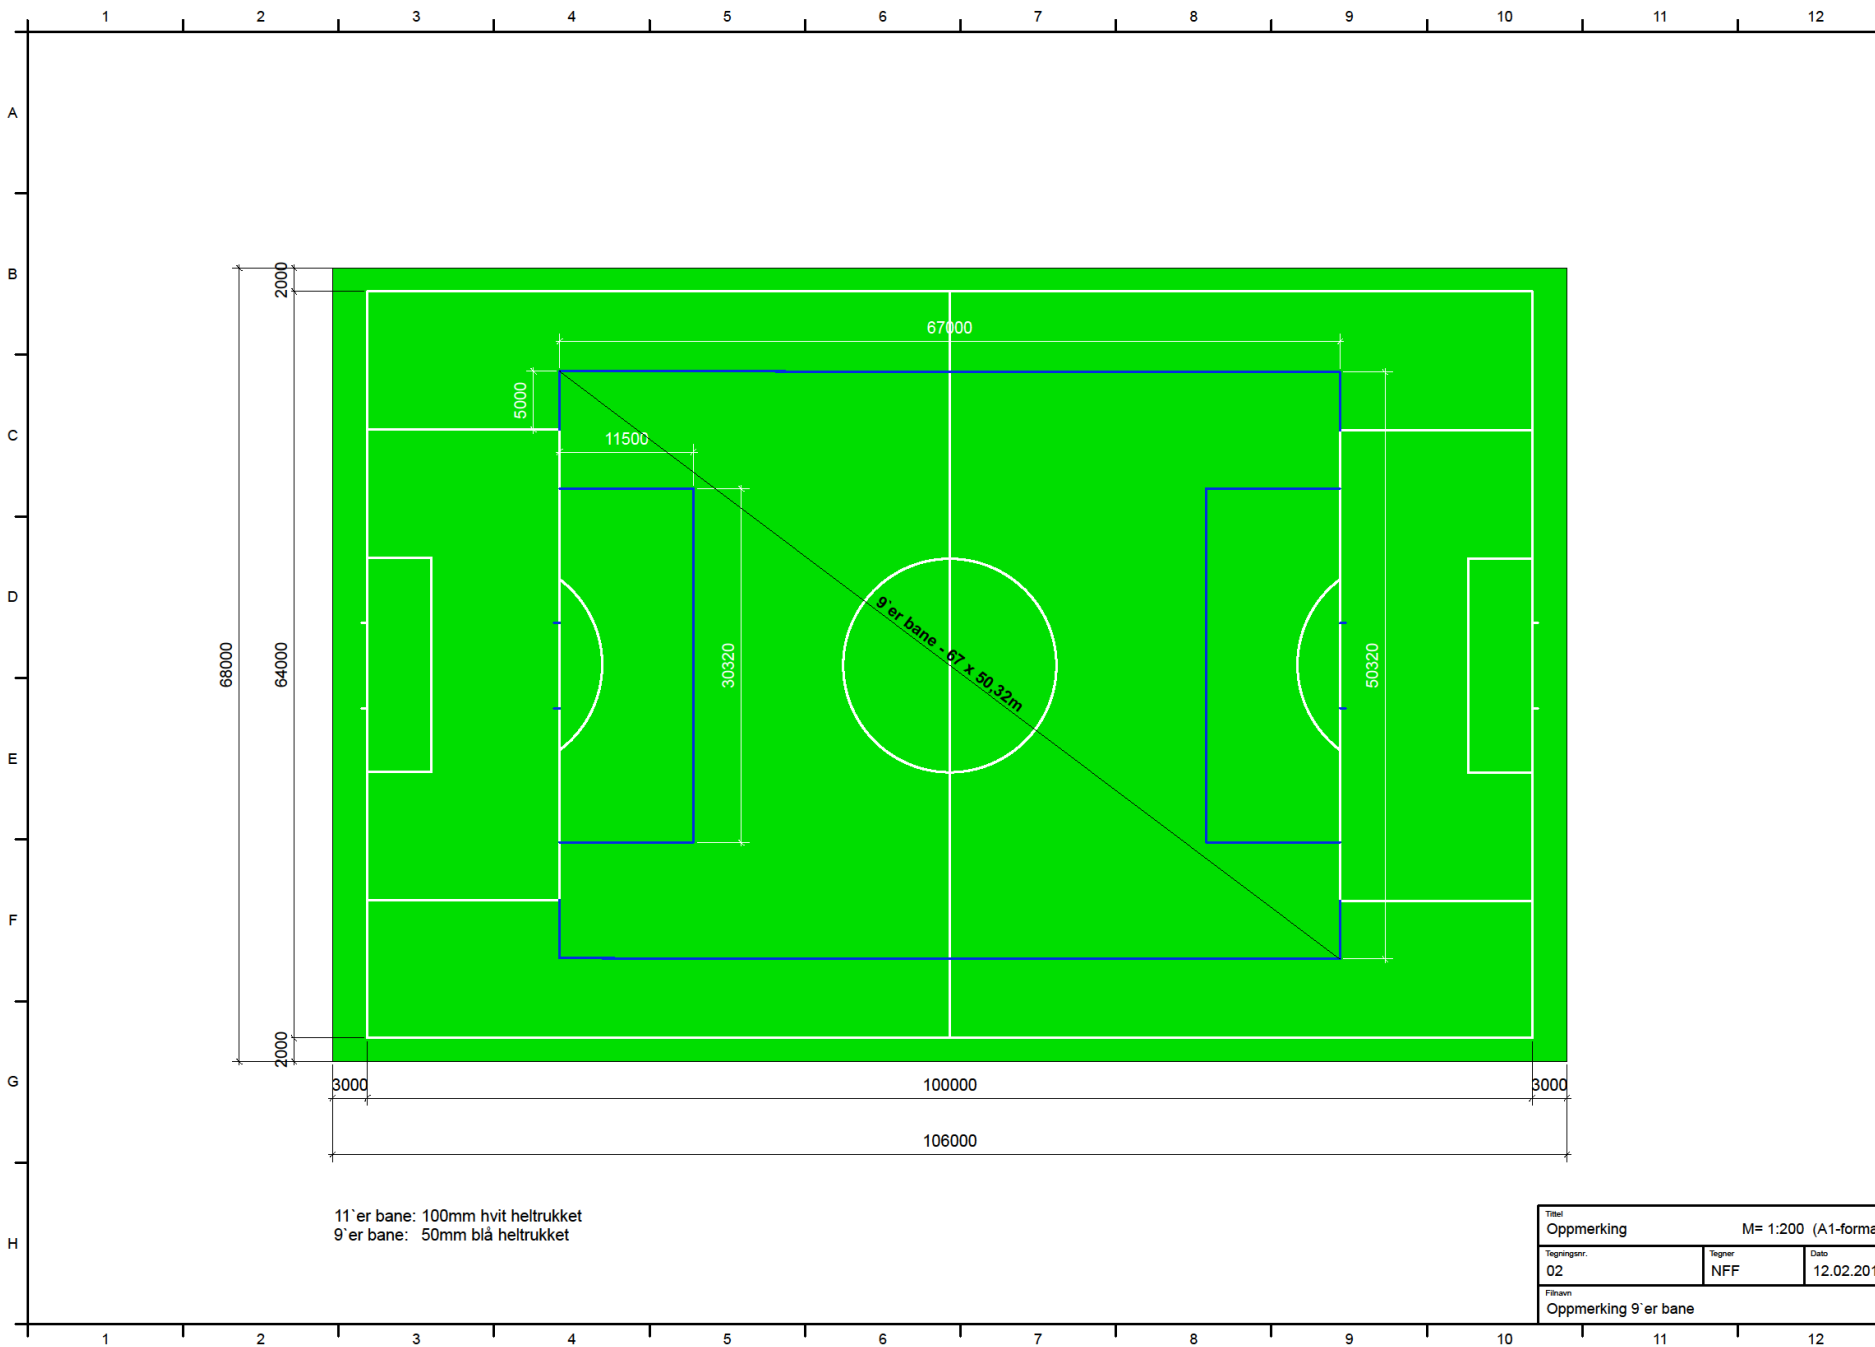 1 2 3 4 5 6 7 8 9 10 11 12
A
B
C
D
E
F
G
H
2000
67000
5000
11500
68000
64000
30320
9`er bane - 67 x 50,32m
50320
2000
3000 100000 3000
106000
11`er bane: 100mm hvit heltrukket
9`er bane: 50mm blå heltrukket
Tittel
Oppmerking M= 1:200 (A1-forma
Tegningsnr. Tegner Dato
02 NFF 12.02.201
Filnavn
Oppmerking 9`er bane
1 2 3 4 5 6 7 8 9 10 11 12